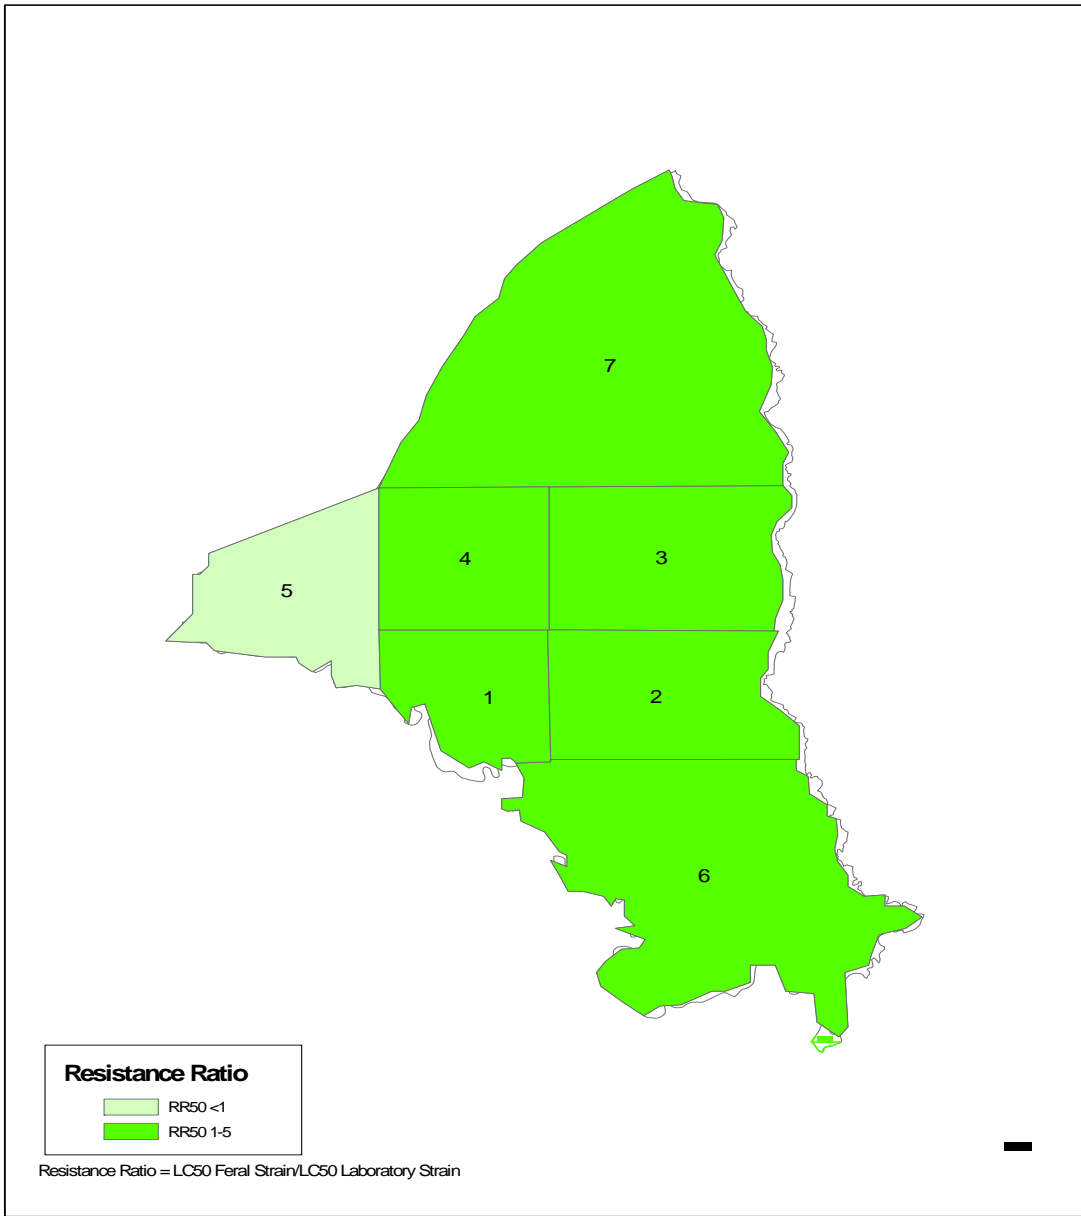 7
4
3
5
1
2
6
Resistance Ratio
RR50 <1
RR50 1-5
Resistance Ratio = LC50 Feral Strain/LC50 Laboratory Strain